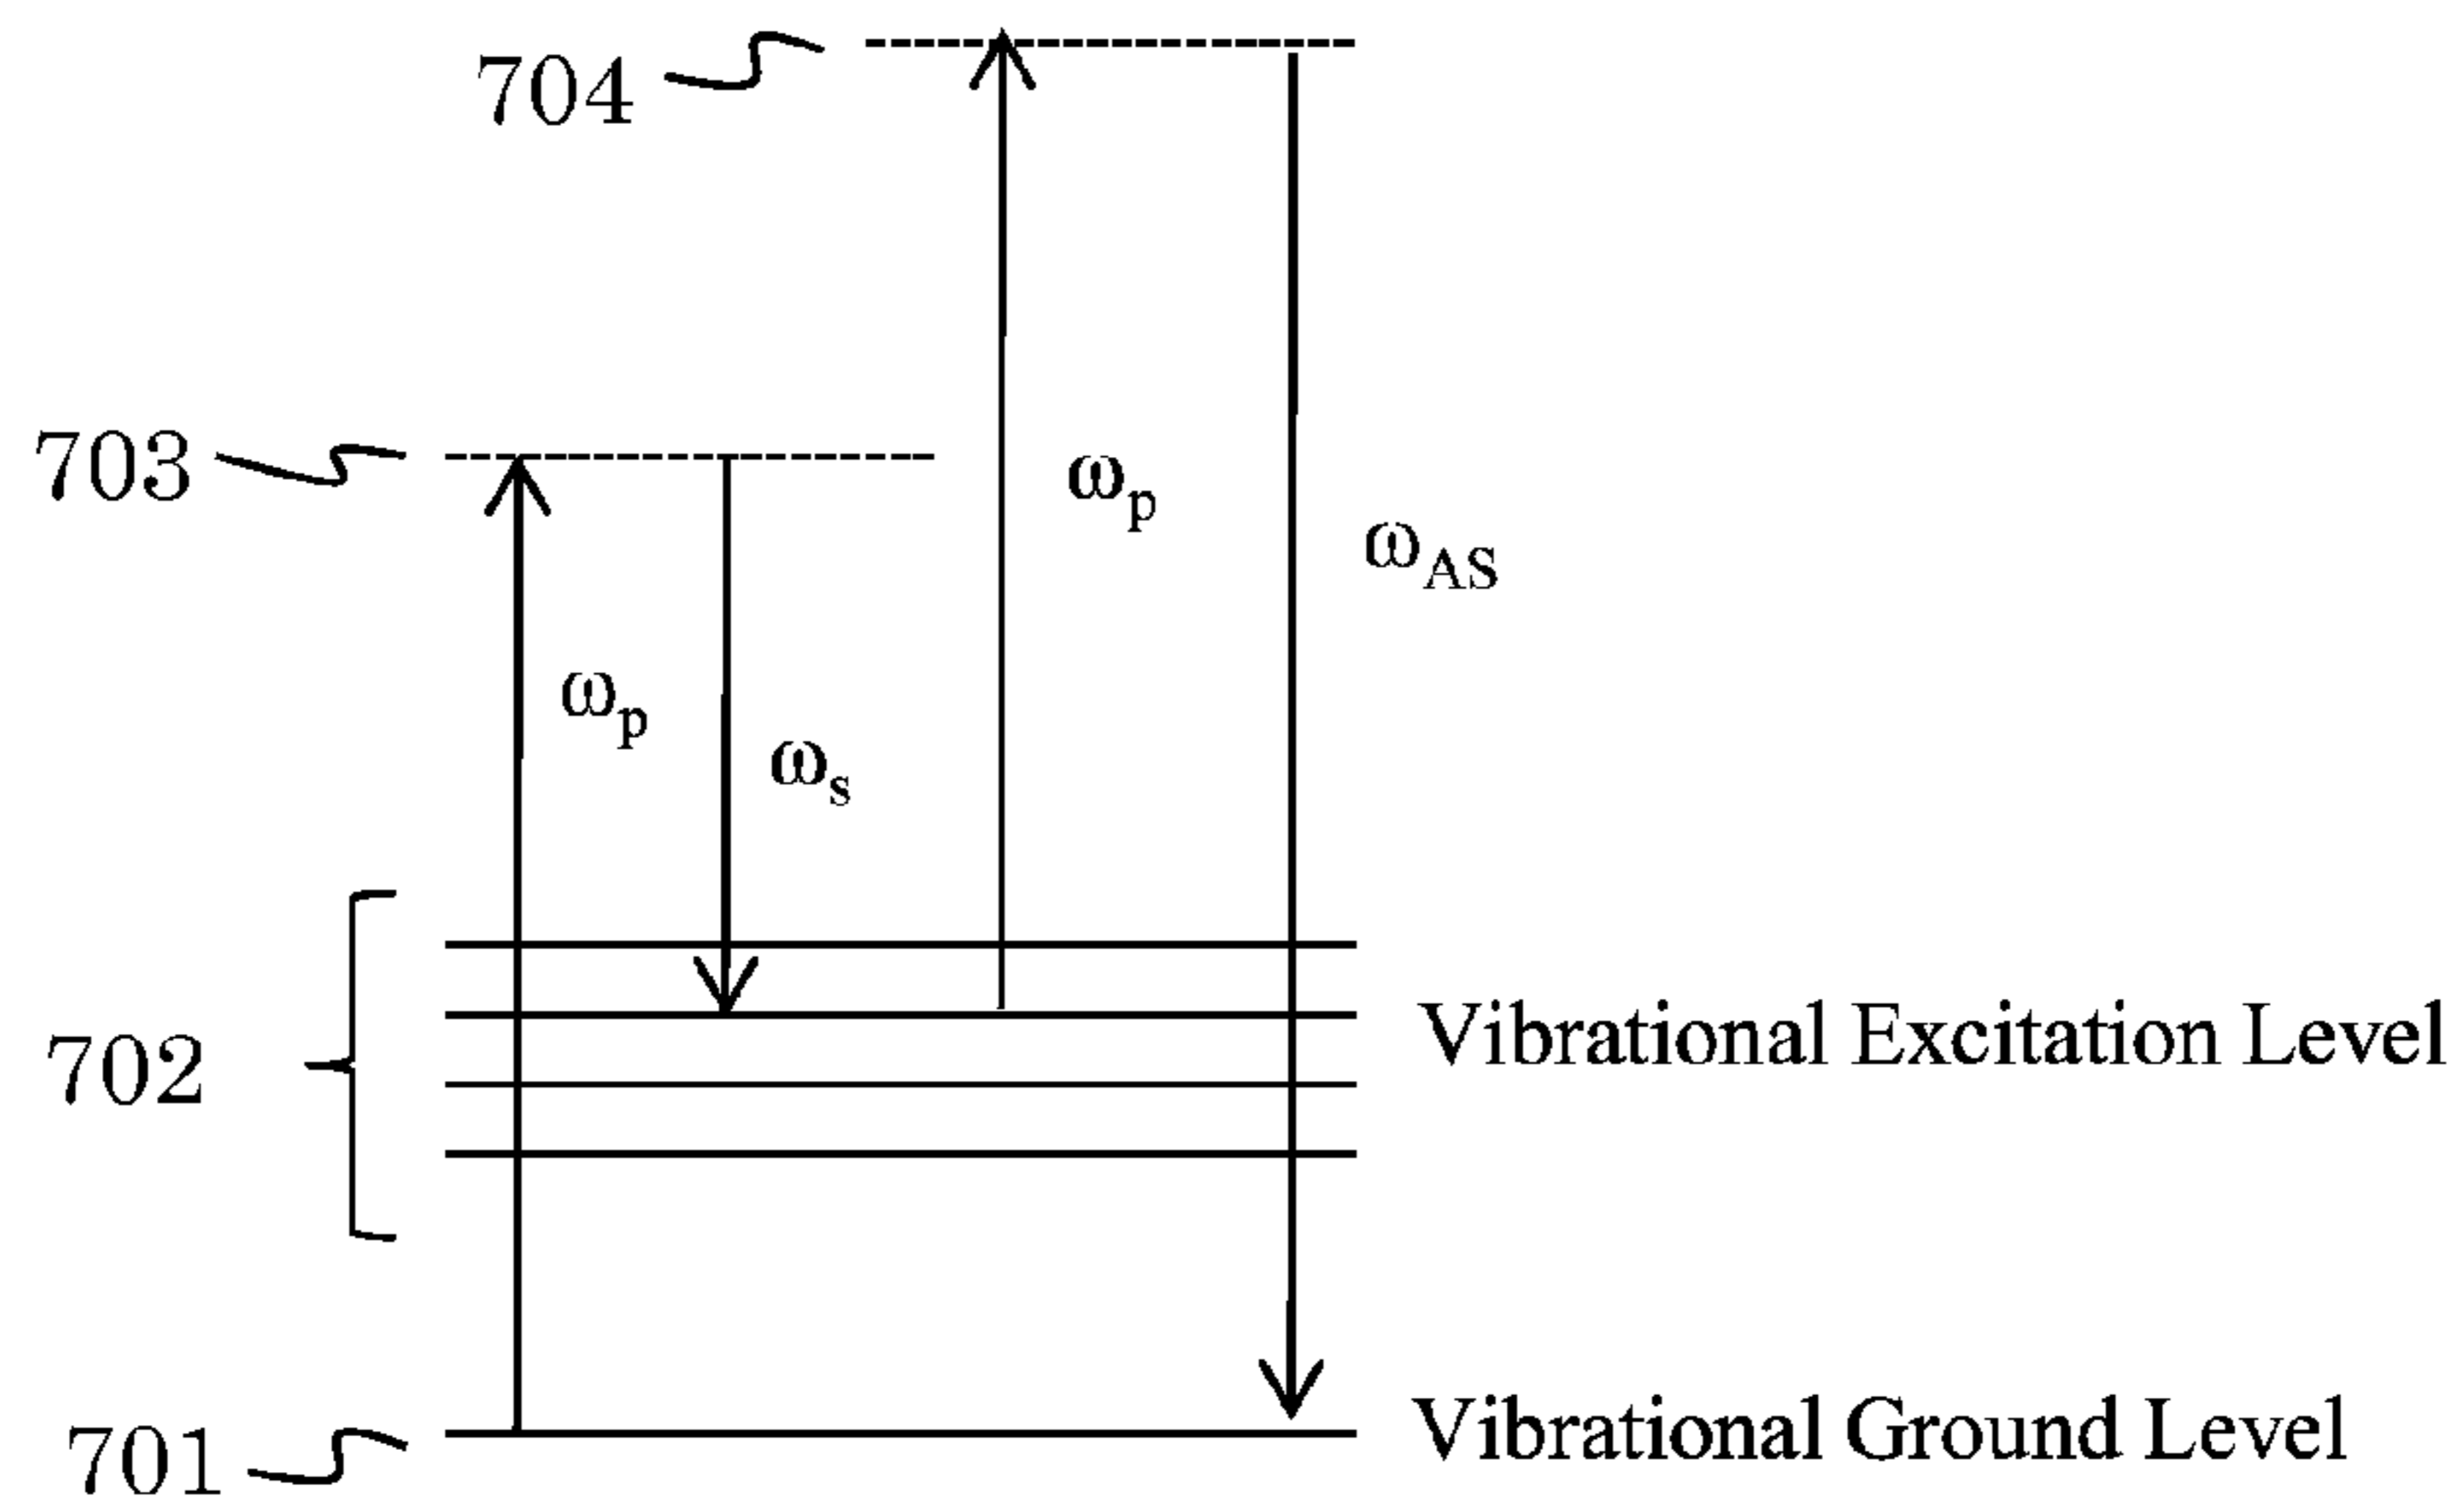 704
703
ωp
ωAS
ωp
ωs
702
Vibrational Excitation Level
701
Vibrational Ground Level